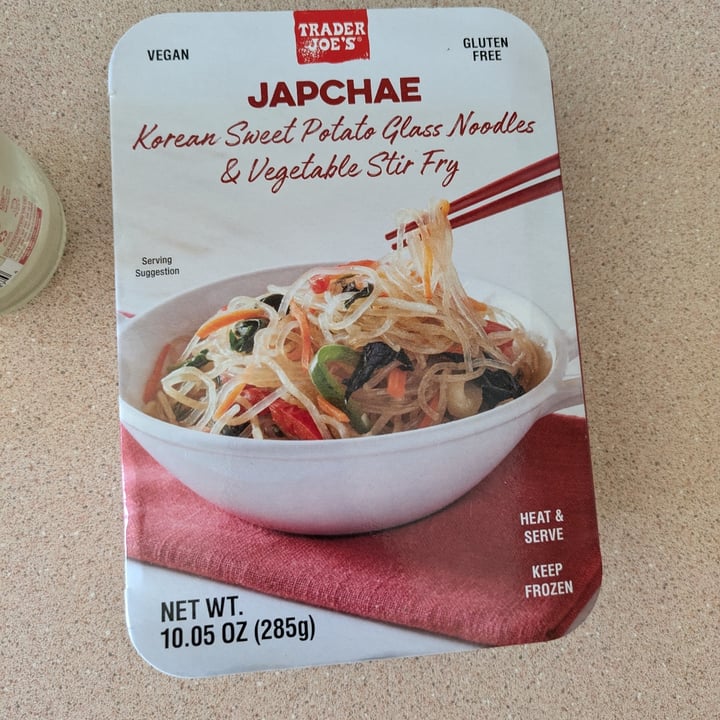 TRADER
JOE'S®
VEGAN
GLUTEN
FREE
JAPCHAE
Korean Sweet Potato Glass Noodles
& Vegetable Stir Fry
Serving
Suggestion
HEAT &
SERVE
KEEP
FROZEN
NET WT.
10.05 OZ (285g)